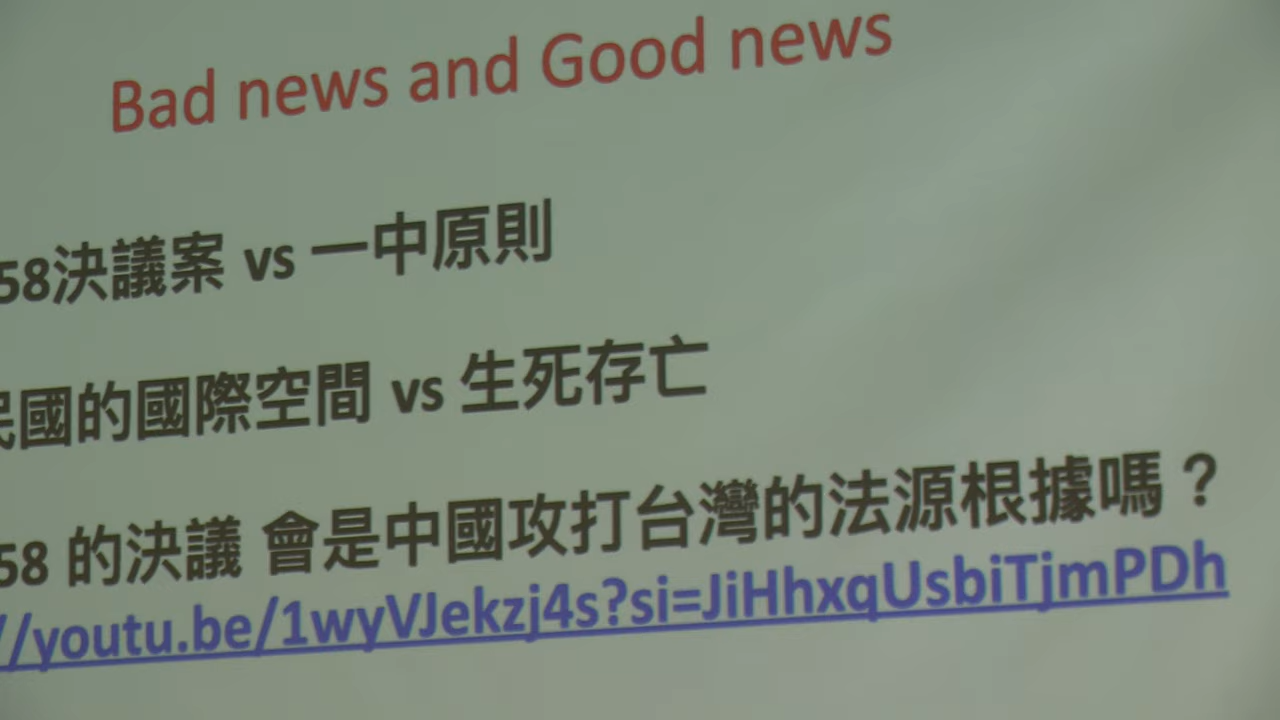 Bad news and Good news
58決議案 vs 一中原則
民國的國際空間 vs 生死存亡
58 的決議 會是中國攻打台灣的法源根據嗎？
//youtu.be/1wyVJekzj4s?si=JiHhxqUsbiTjmPDh